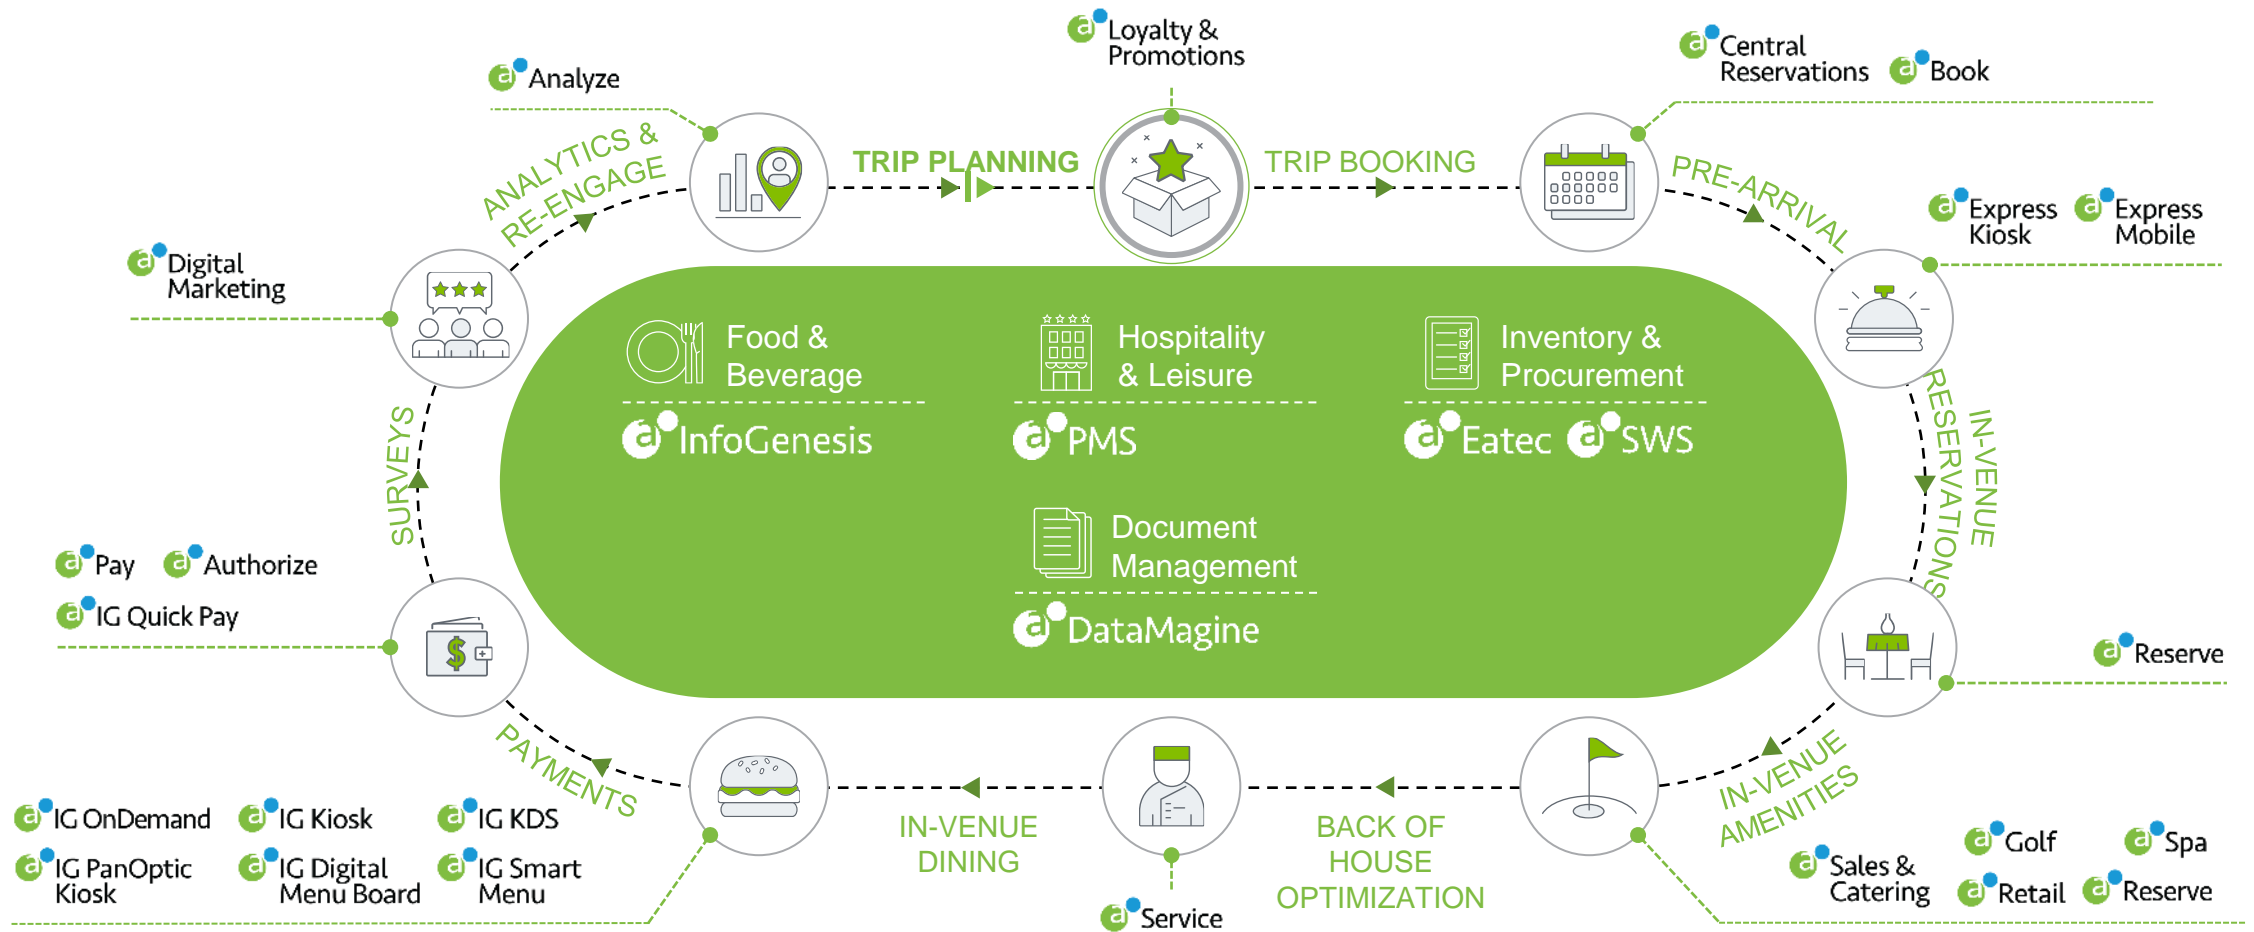 Loyalty &
Promotions
Central
Reservations
Book
Analyze
ANALYTICS &
RE-ENGAGE
TRIP PLANNING
TRIP BOOKING
PRE-ARRIVAL
Express
Kiosk
Express
Mobile
Digital
Marketing
Food &
Beverage
InfoGenesis
Hospitality
& Leisure
PMS
Inventory &
Procurement
Eatec
SWS
Document
Management
DataMagine
SURVEYS
IN-VENUE
RESERVATIONS
Pay
Authorize
IG Quick Pay
$
Reserve
PAYMENTS
IN-VENUE
AMENITIES
IG OnDemand
IG Kiosk
IG KDS
IG PanOptic
Kiosk
IG Digital
Menu Board
IG Smart
Menu
IN-VENUE
DINING
BACK OF
HOUSE
OPTIMIZATION
Service
Sales &
Catering
Golf
Spa
Retail
Reserve